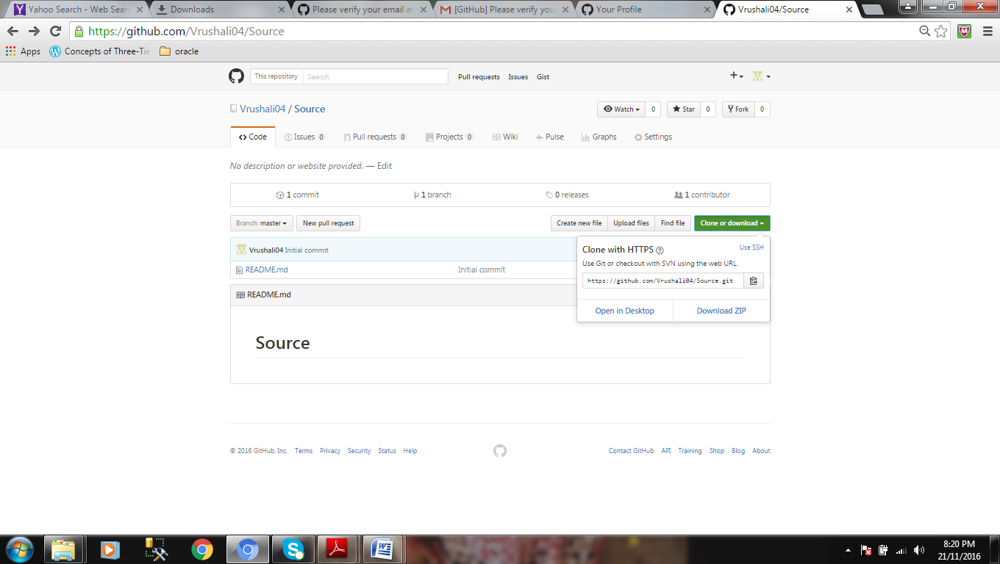 Yahoo Search - Web Sear
Downloads
Please verify your email ad
[GitHub] Please verify you
Your Profile
Vrushali04/Source
https://github.com/Vrushali04/Source
Apps
Concepts of Three-Tie
oracle
This repository
Search
Pull requests
Issues
Gist
Vrushali04 / Source
Watch
0
Star
0
Fork
0
Code
Issues 0
Pull requests 0
Projects 0
Wiki
Pulse
Graphs
Settings
No description or website provided. — Edit
1 commit
1 branch
0 releases
1 contributor
Branch: master
New pull request
Create new file
Upload files
Find file
Clone or download
Vrushali04 Initial commit
README.md
Initial commit
Clone with HTTPS
Use SSH
Use Git or checkout with SVN using the web URL.
https://github.com/Vrushali04/Source.git
Open in Desktop
Download ZIP
README.md
Source
© 2016 GitHub, Inc.
Terms
Privacy
Security
Status
Help
Contact GitHub
API
Training
Shop
Blog
About
8:20 PM
21/11/2016